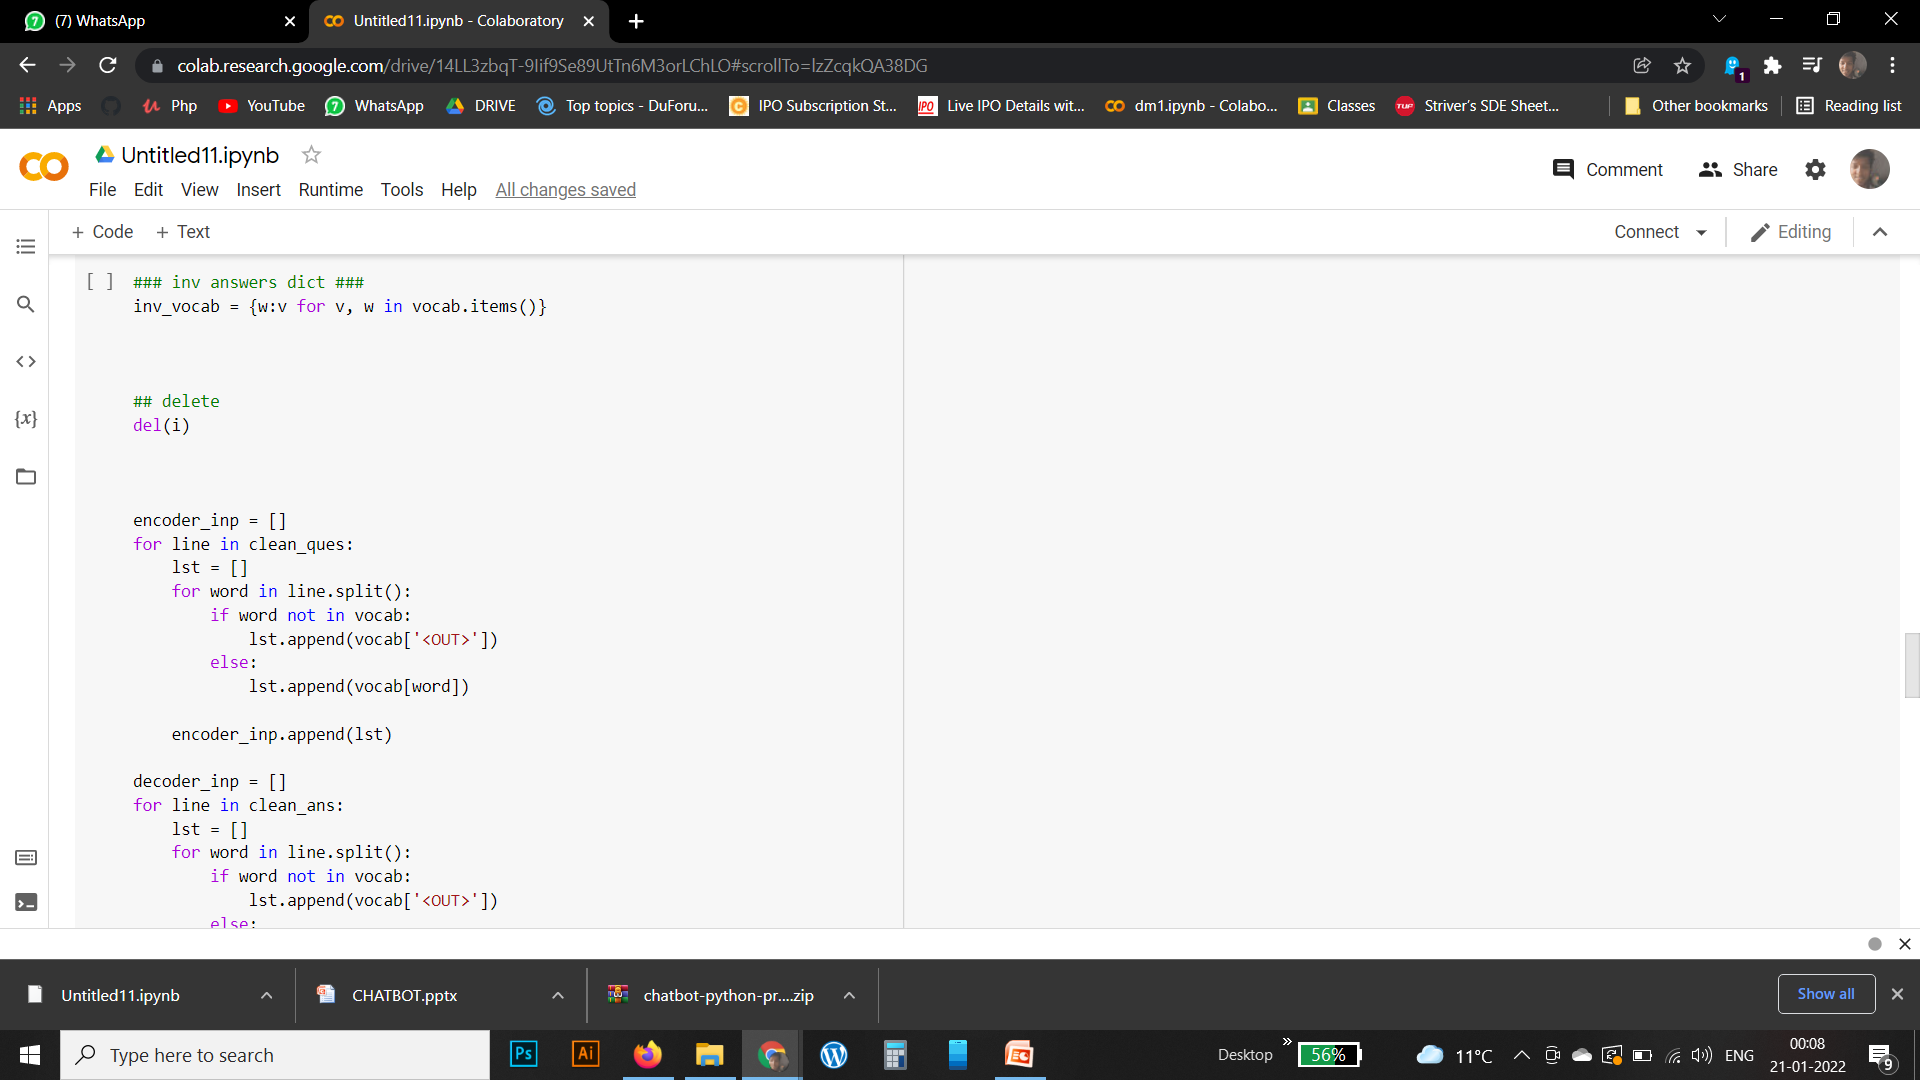 (7) WhatsApp
Untitled11.ipynb - Colaboratory
colab.research.google.com/drive/14LL3zbqT-9Iif9Se89UtTn6M3orLChLO#scrollTo=lzZcqkQA38DG
1
Apps
Php
YouTube
WhatsApp
DRIVE
Top topics - DuForu...
IPO Subscription St...
Live IPO Details wit...
dm1.ipynb - Colabo...
Classes
Striver's SDE Sheet...
Other bookmarks
Reading list
Untitled11.ipynb
File Edit View Insert Runtime Tools Help All changes saved
Comment
Share
+ Code + Text
Connect
Editing
[ ] ### inv answers dict ###
inv_vocab = {w:v for v, w in vocab.items()}
## delete
del(i)
encoder_inp = []
for line in clean_ques:
    lst = []
    for word in line.split():
        if word not in vocab:
            lst.append(vocab['<OUT>'])
        else:
            lst.append(vocab[word])
    encoder_inp.append(lst)
decoder_inp = []
for line in clean_ans:
    lst = []
    for word in line.split():
        if word not in vocab:
            lst.append(vocab['<OUT>'])
        else:
{x}
Untitled11.ipynb
CHATBOT.pptx
chatbot-python-pr....zip
Show all
Type here to search
Ps
Ai
Desktop
56%
11°C
ENG
00:08
21-01-2022
9